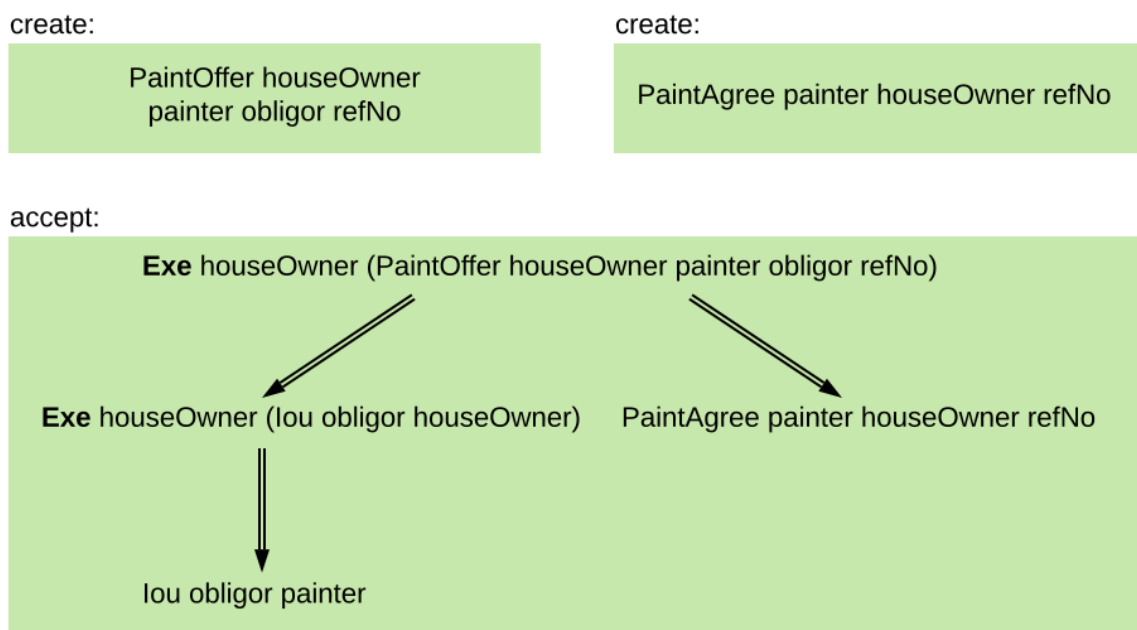 create:
PaintOffer houseOwner
painter obligor refNo
create:
PaintAgree painter houseOwner refNo
accept:
Exe houseOwner (PaintOffer houseOwner painter obligor refNo)
Exe houseOwner (Iou obligor houseOwner)
PaintAgree painter houseOwner refNo
Iou obligor painter